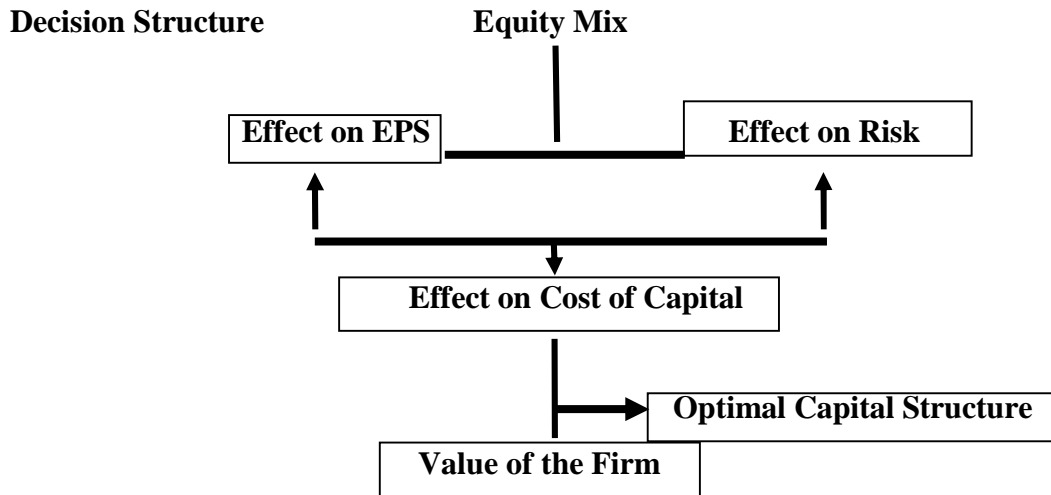 Decision Structure Equity Mix
Effect on EPS Effect on Risk
Effect on Cost of Capital
Optimal Capital Structure
Value of the Firm